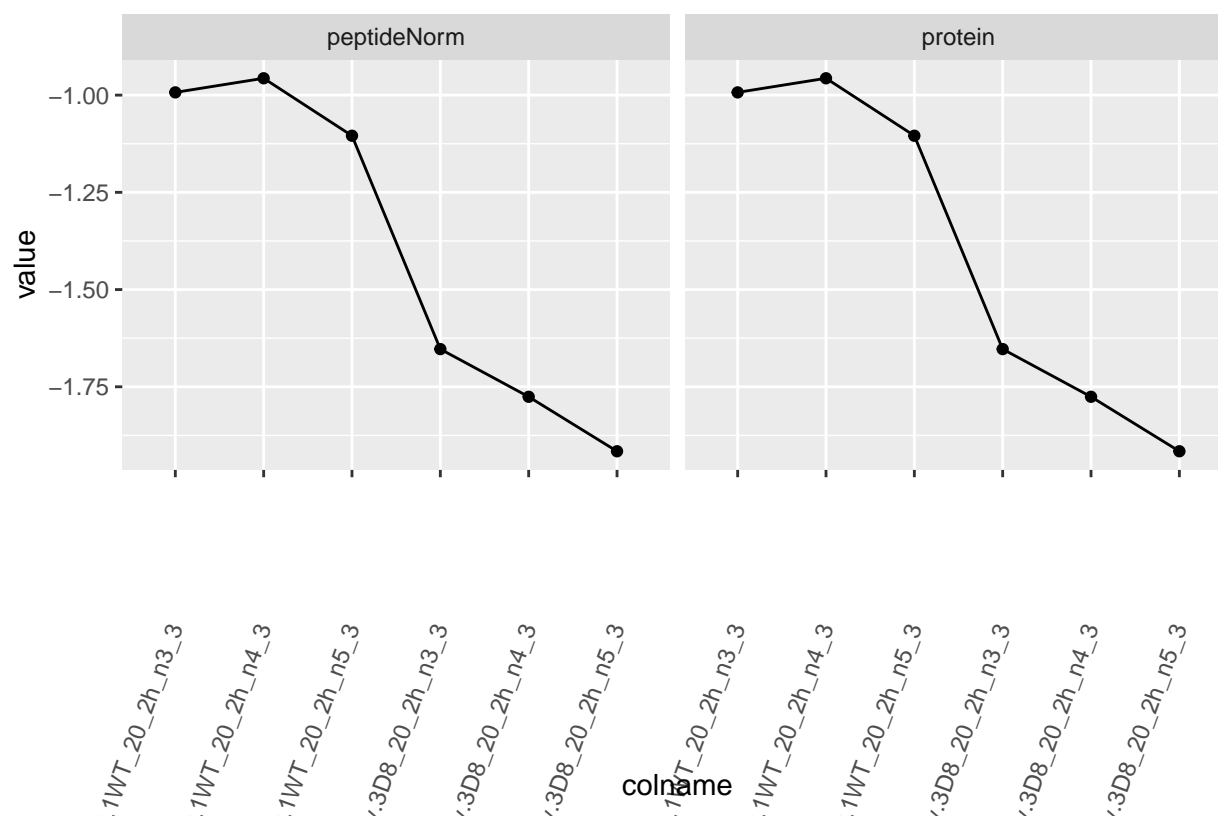 peptideNorm protein
−1.00
−1.25
−1.50
−1.75
value
1WT_20_2h_n3_3
1WT_20_2h_n4_3
1WT_20_2h_n5_3
.3D8_20_2h_n3_3
.3D8_20_2h_n4_3
.3D8_20_2h_n5_3
1WT_20_2h_n3_3
1WT_20_2h_n4_3
1WT_20_2h_n5_3
.3D8_20_2h_n3_3
.3D8_20_2h_n4_3
.3D8_20_2h_n5_3
colname